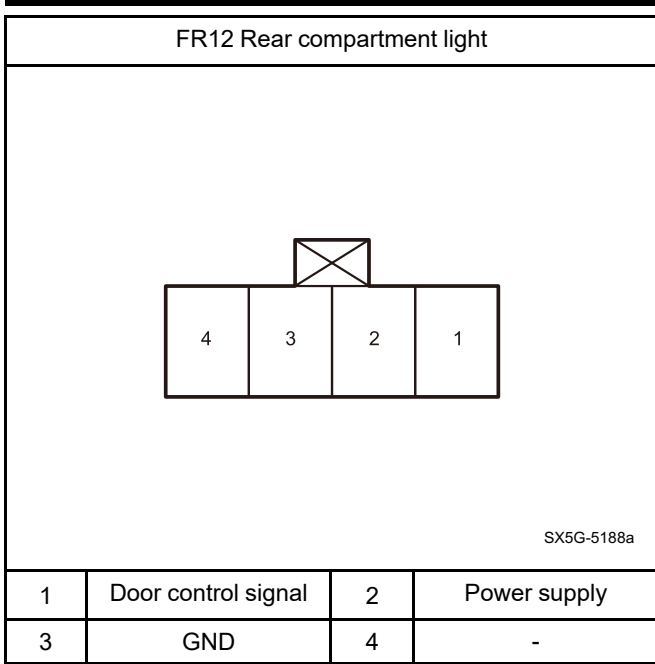 FR12 Rear compartment light
4 3 2 1
SX5G-5188a
1 Door control signal 2 Power supply
3 GND 4 -